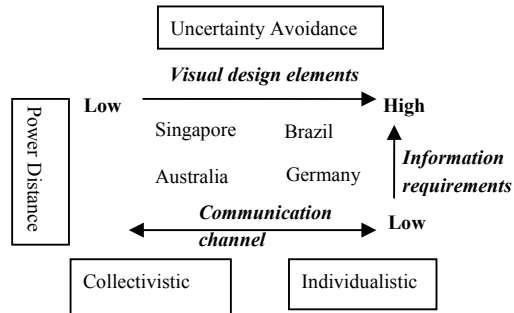 Uncertainty Avoidance
Visual design elements
Low
High
Power Distance
Singapore
Brazil
Australia
Germany
Information
requirements
Communication
channel
Low
Collectivistic
Individualistic